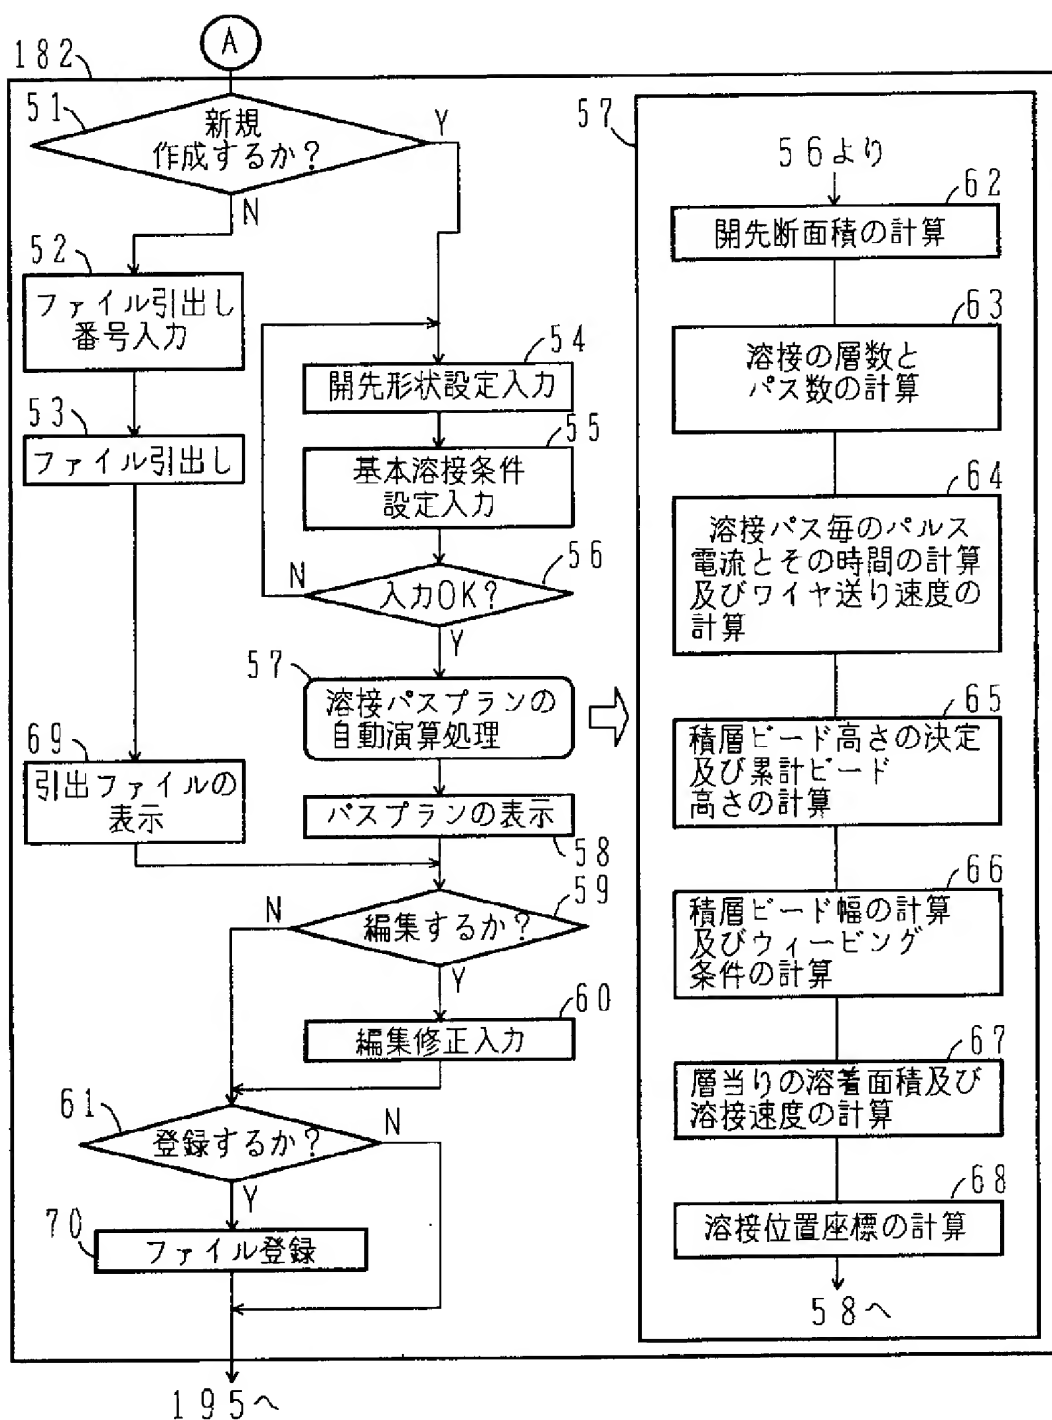 A
182
51
新規
作成するか?
Y
N
52
ファイル引出し
番号入力
53
ファイル引出し
54
開先形状設定入力
55
基本溶接条件
設定入力
56
入力OK?
N
Y
57
溶接パスプランの
自動演算処理
69
引出ファイルの
表示
パスプランの表示
58
59
編集するか?
N
Y
60
編集修正入力
61
登録するか?
N
Y
70
ファイル登録
195へ
57
56より
62
開先断面積の計算
63
溶接の層数と
パス数の計算
64
溶接パス毎のパルス
電流とその時間の計算
及びワイヤ送り速度の
計算
65
積層ビード高さの決定
及び累計ビード
高さの計算
66
積層ビード幅の計算
及びウィービング
条件の計算
67
層当りの溶着面積及び
溶接速度の計算
68
溶接位置座標の計算
58へ